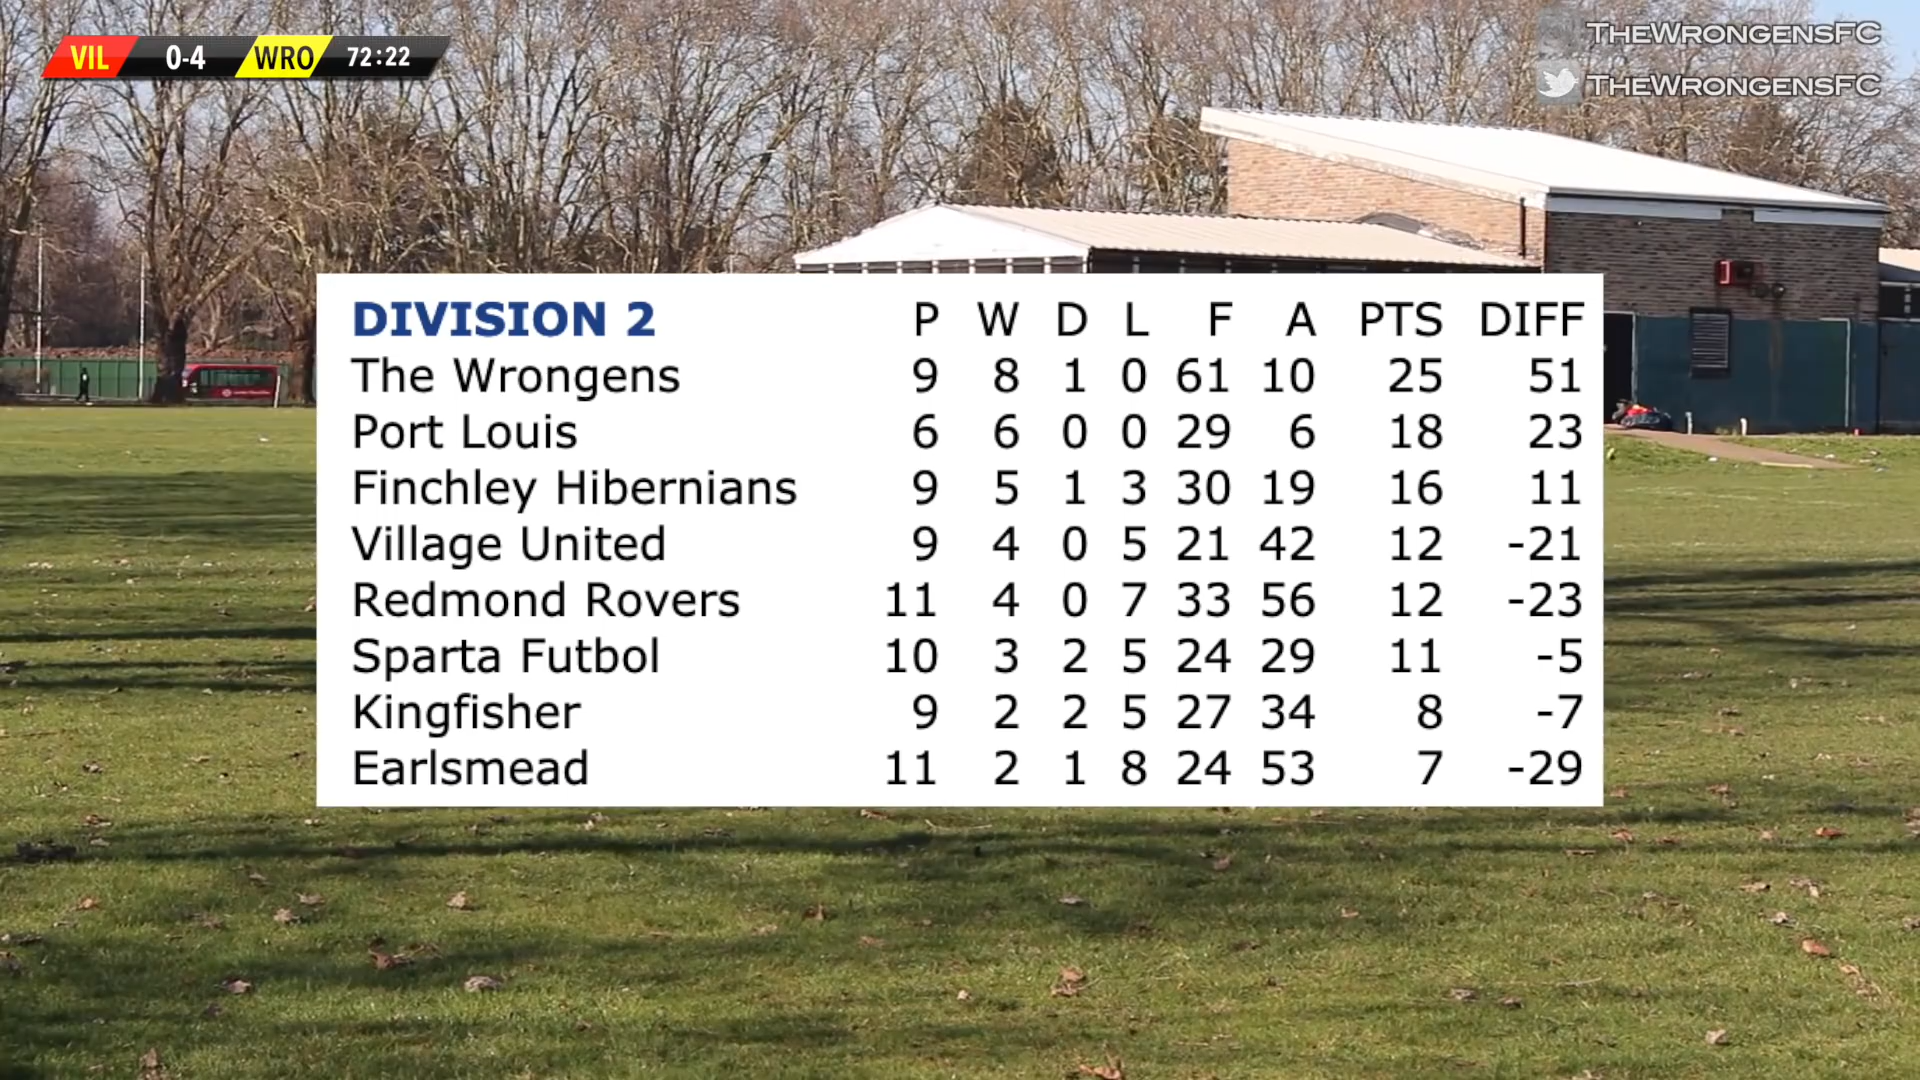 VIL 0-4 WRO 72:22
TheWrongensFC
TheWrongensFC
DIVISION 2 P W D L F A PTS DIFF
The Wrongens 9 8 1 0 61 10 25 51
Port Louis 6 6 0 0 29 6 18 23
Finchley Hibernians 9 5 1 3 30 19 16 11
Village United 9 4 0 5 21 42 12 -21
Redmond Rovers 11 4 0 7 33 56 12 -23
Sparta Futbol 10 3 2 5 24 29 11 -5
Kingfisher 9 2 2 5 27 34 8 -7
Earlsmead 11 2 1 8 24 53 7 -29